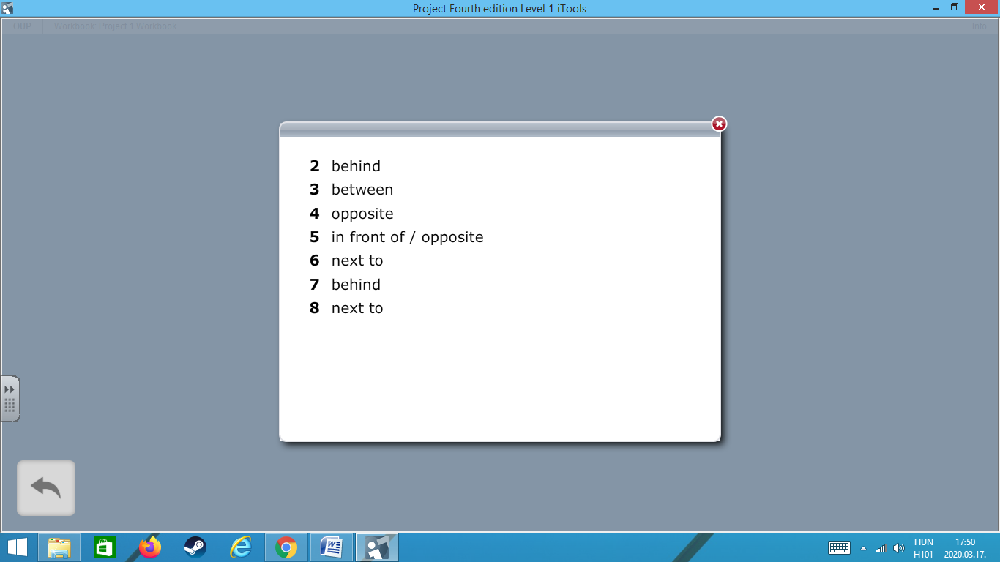 Project Fourth edition Level 1 iTools
OUP Workbook: Project 1 Workbook Info
2 behind
3 between
4 opposite
5 in front of / opposite
6 next to
7 behind
8 next to
HUN 17:50
H101 2020.03.17.